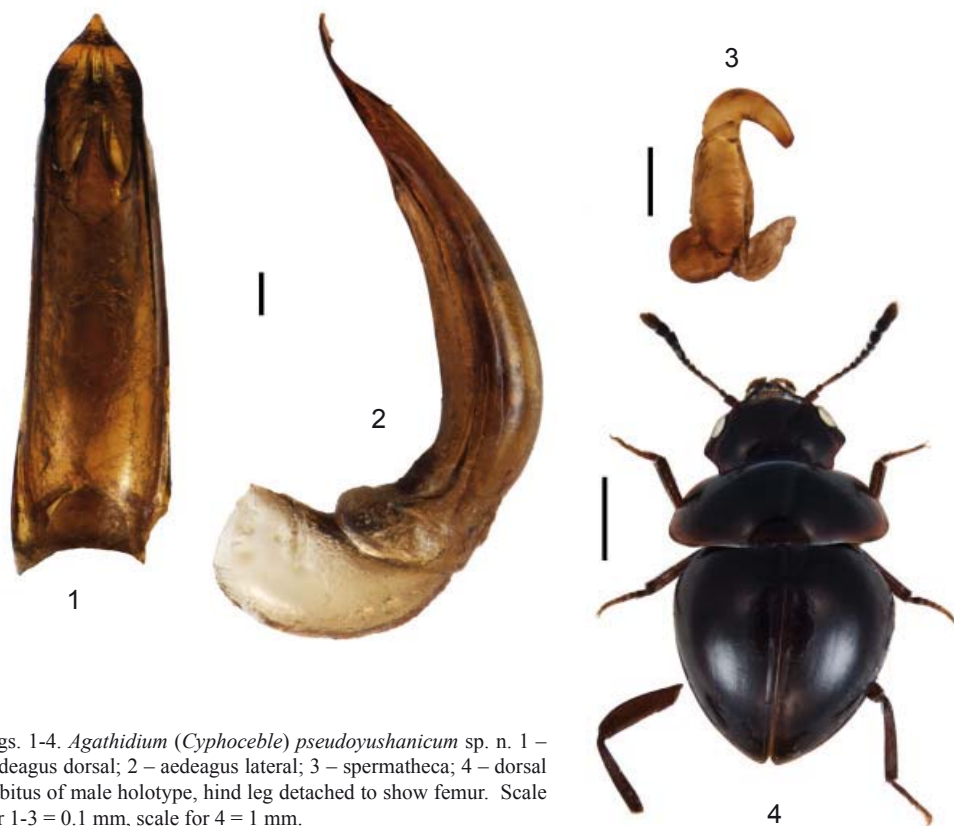 3
2
1
gs. 1-4. Agathidium (Cyphoceble) pseudoyushanicum sp. n. 1 –
deagus dorsal; 2 – aedeagus lateral; 3 – spermatheca; 4 – dorsal
bitus of male holotype, hind leg detached to show femur. Scale
r 1-3 = 0.1 mm, scale for 4 = 1 mm.
4